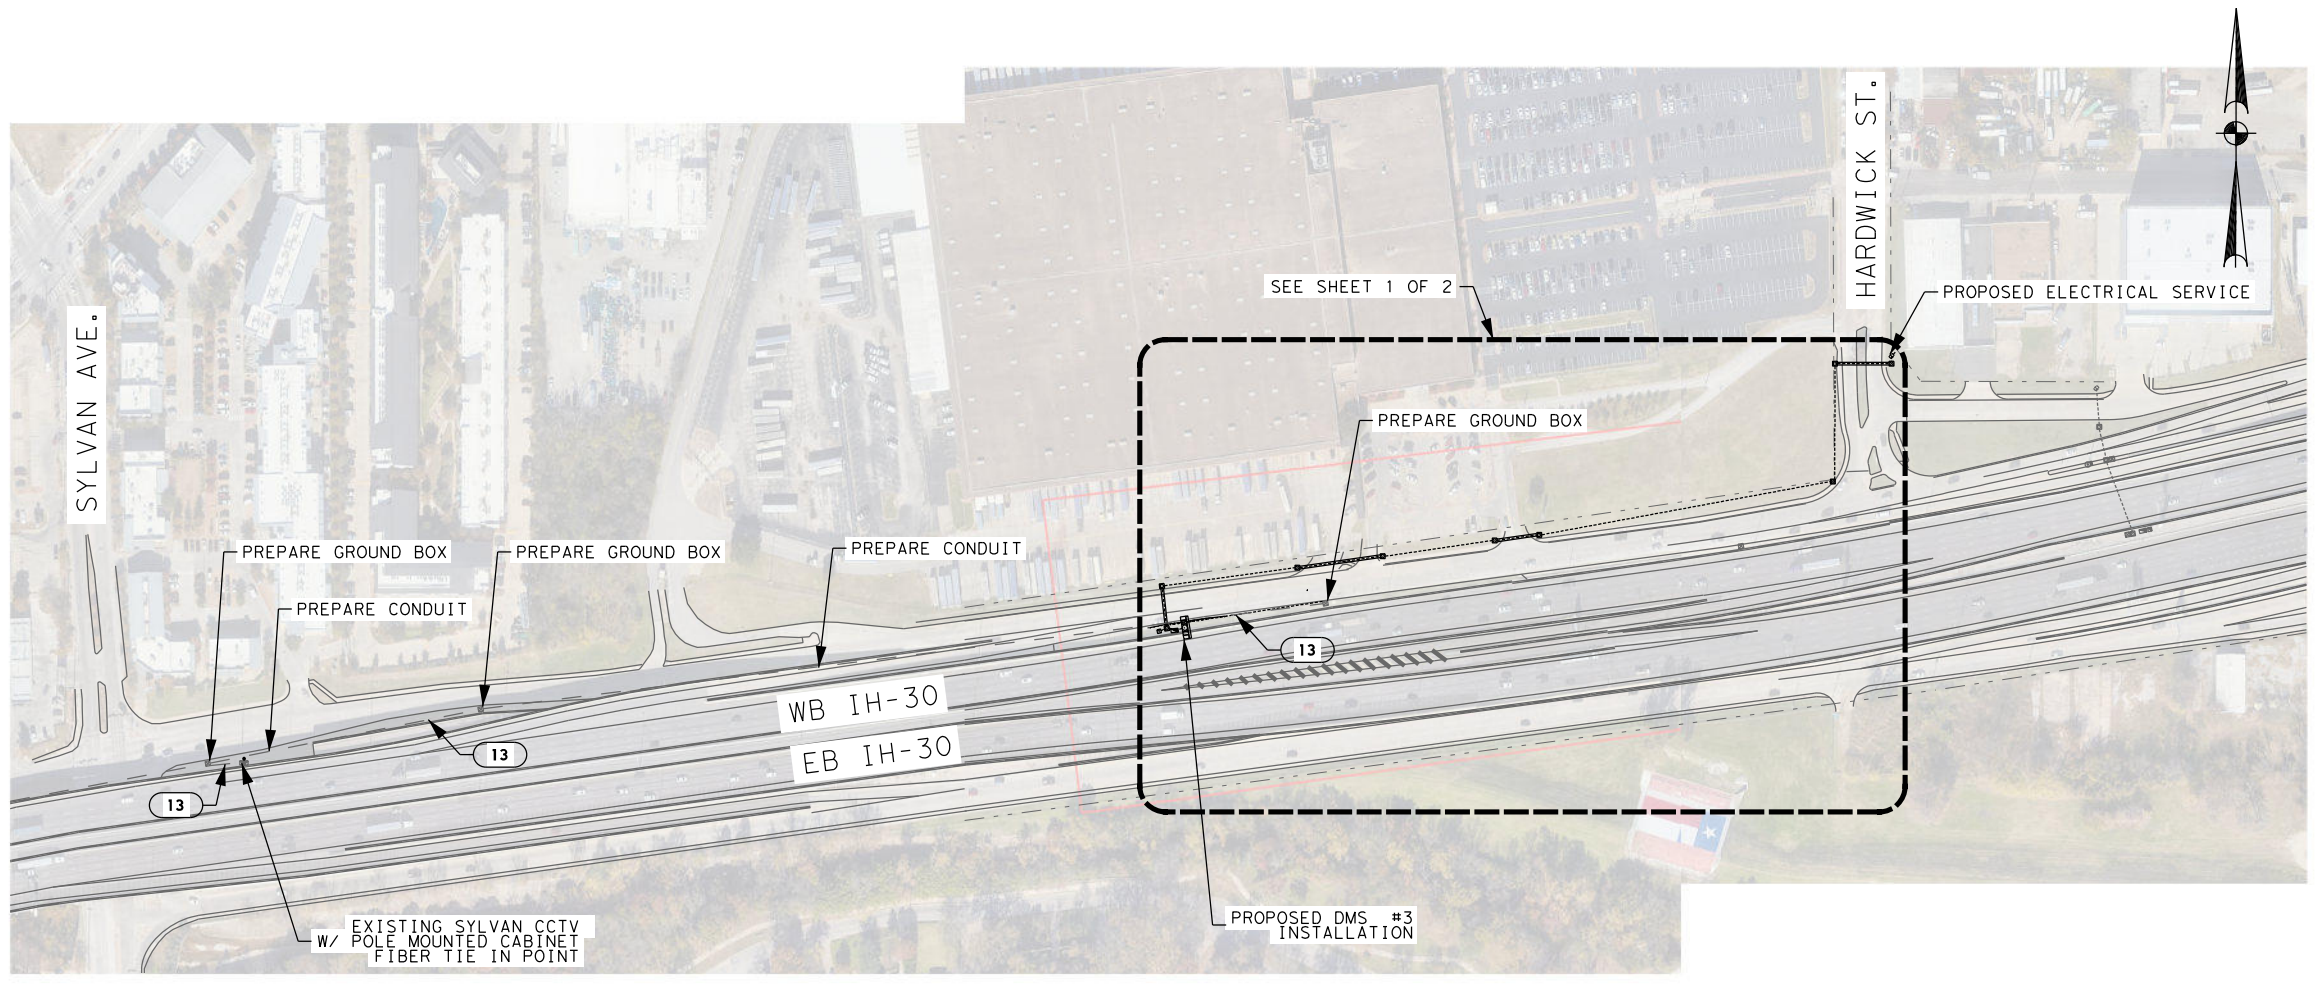 HARDWICK ST.
SEE SHEET 1 OF 2
PROPOSED ELECTRICAL SERVICE
SYLVAN AVE.
PREPARE GROUND BOX
PREPARE GROUND BOX
PREPARE GROUND BOX
PREPARE CONDUIT
PREPARE CONDUIT
13
WB IH-30
EB IH-30
13
13
EXISTING SYLVAN CCTV
W/ POLE MOUNTED CABINET
FIBER TIE IN POINT
PROPOSED DMS #3
INSTALLATION